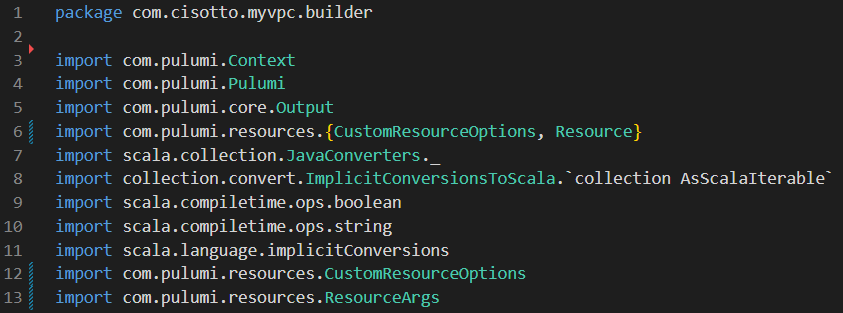 1 package com.cisotto.myvpc.builder
2
3 import com.pulumi.Context
4 import com.pulumi.Pulumi
5 import com.pulumi.core.Output
6 import com.pulumi.resources.{CustomResourceOptions, Resource}
7 import scala.collection.JavaConverters._
8 import collection.convert.ImplicitConversionsToScala.`collection AsScalaIterable`
9 import scala.compiletime.ops.boolean
10 import scala.compiletime.ops.string
11 import scala.language.implicitConversions
12 import com.pulumi.resources.CustomResourceOptions
13 import com.pulumi.resources.ResourceArgs